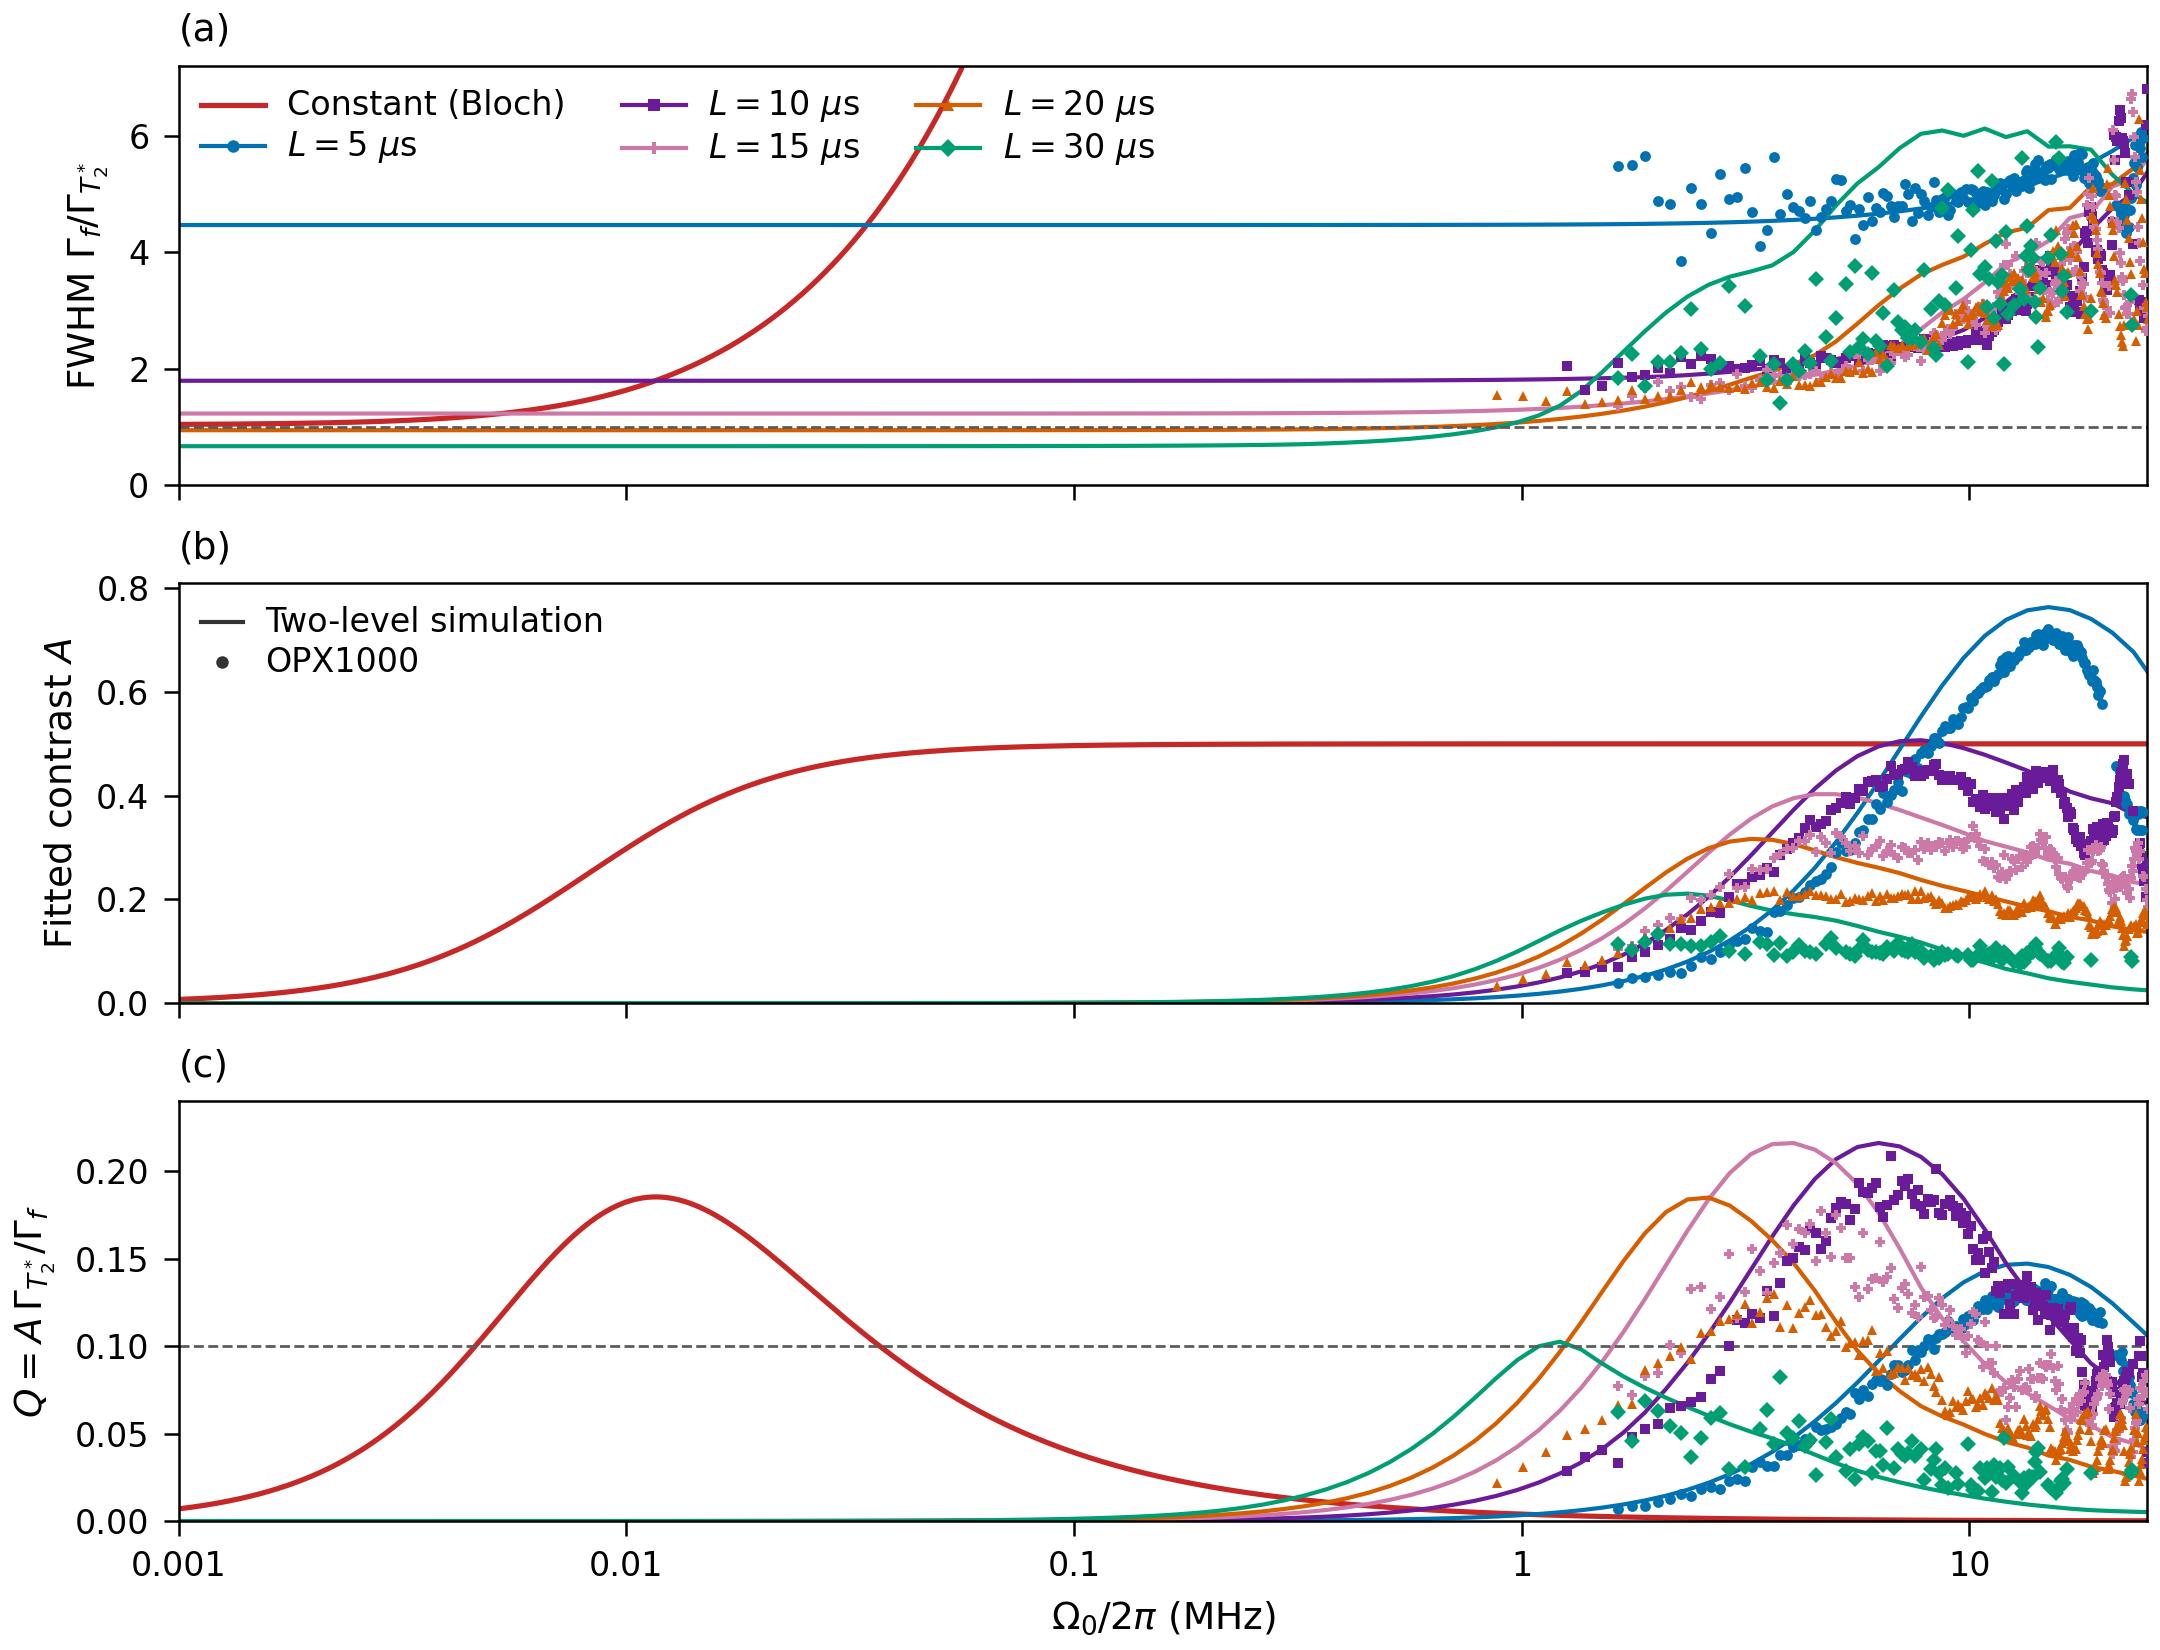 (a)
FWHM Γ_f/Γ_{T_2^*}
6
4
2
0
Constant (Bloch)
L = 5 μs
L = 10 μs
L = 15 μs
L = 20 μs
L = 30 μs
(b)
Fitted contrast A
0.8
0.6
0.4
0.2
0.0
Two-level simulation
OPX1000
(c)
Q = A Γ_{T_2^*}/Γ_f
0.20
0.15
0.10
0.05
0.00
0.001
0.01
0.1
1
10
Ω₀/2π (MHz)